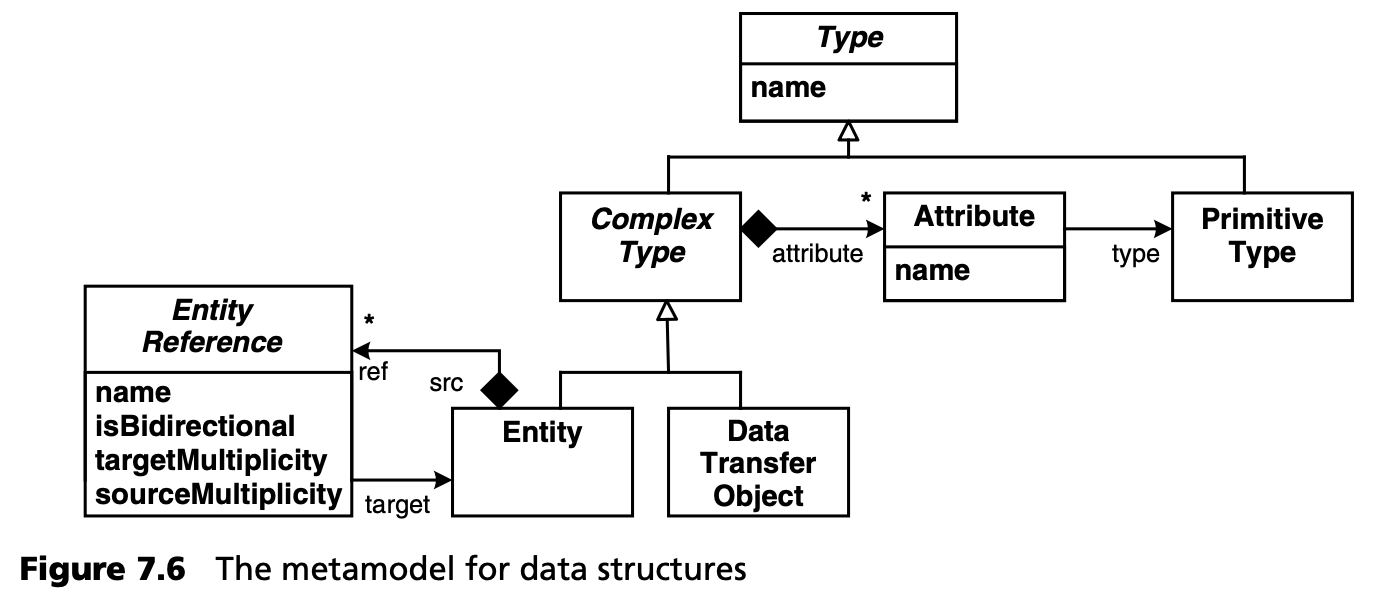 Type
name
Complex
Type
*
attribute
Attribute
name
type
Primitive
Type
Entity
Reference
name
isBidirectional
targetMultiplicity
sourceMultiplicity
*
ref
src
target
Entity
Data
Transfer
Object
Figure 7.6 The metamodel for data structures